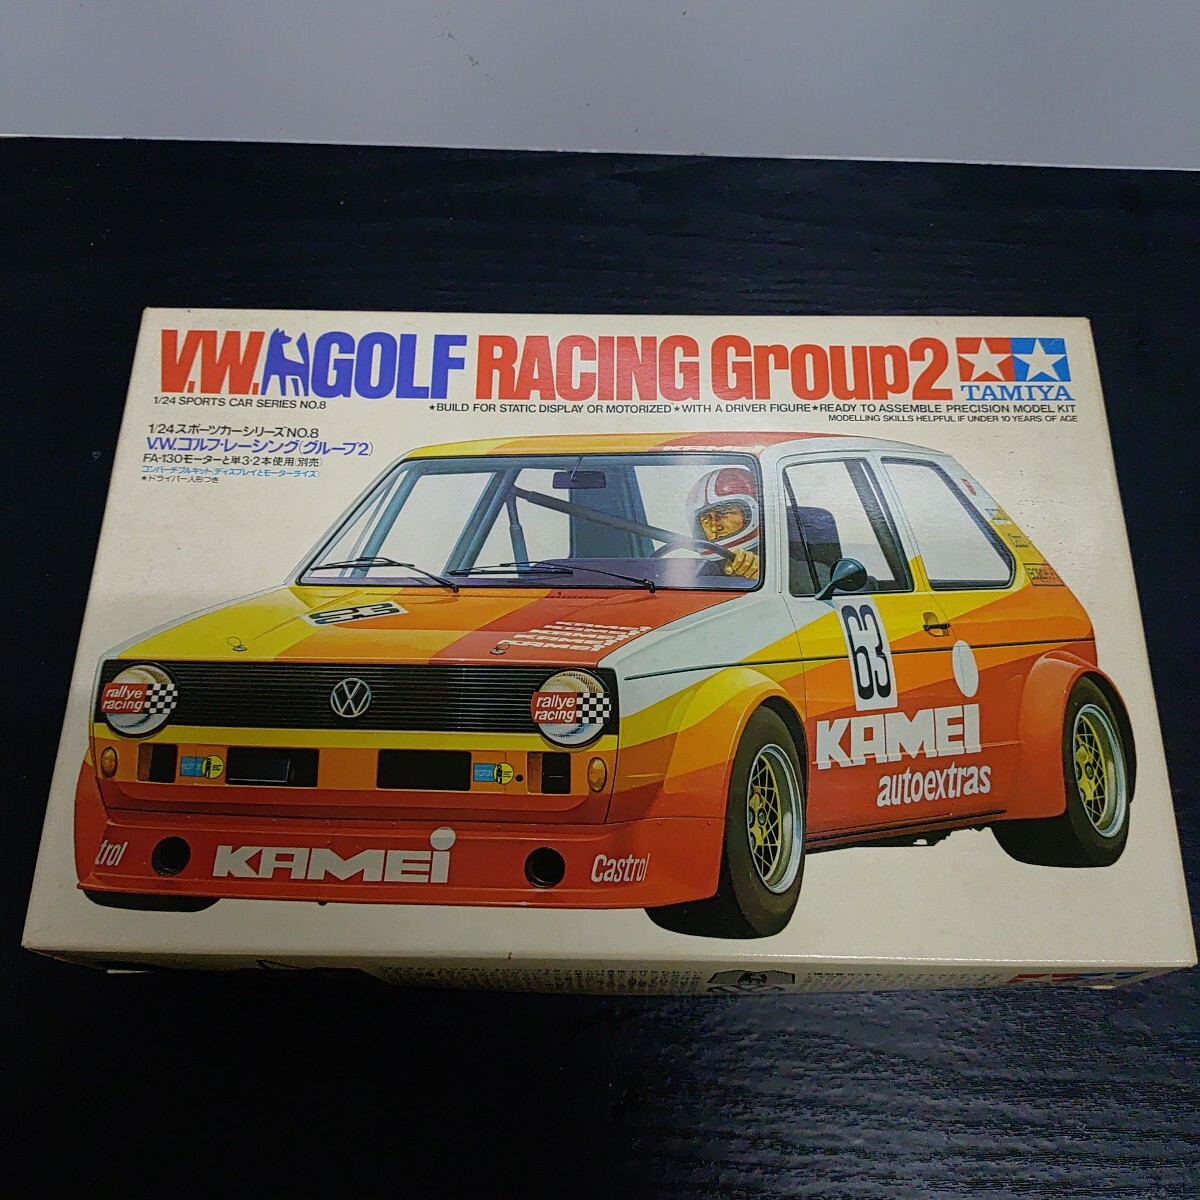 V.W. GOLF RACING Group2
TAMIYA
1/24 SPORTS CAR SERIES NO.8
★BUILD FOR STATIC DISPLAY OR MOTORIZED★WITH A DRIVER FIGURE★READY TO ASSEMBLE PRECISION MODEL KIT
MODELLING SKILLS HELPFUL IF UNDER 10 YEARS OF AGE
1/24スポーツカーシリーズNO.8
V.W.ゴルフ・レーシング(グループ2)
FA-130モーターと単3・2本使用(別売)
コンバーチブルキット・ディスプレイとモーターライズ
★ドライバー人形つき
63
KAMEI
KAMEI
KAMEI
KAMEI
63
rallye
racing
rallye
racing
KAMEI
autoextras
trol
KAMEI
Castrol